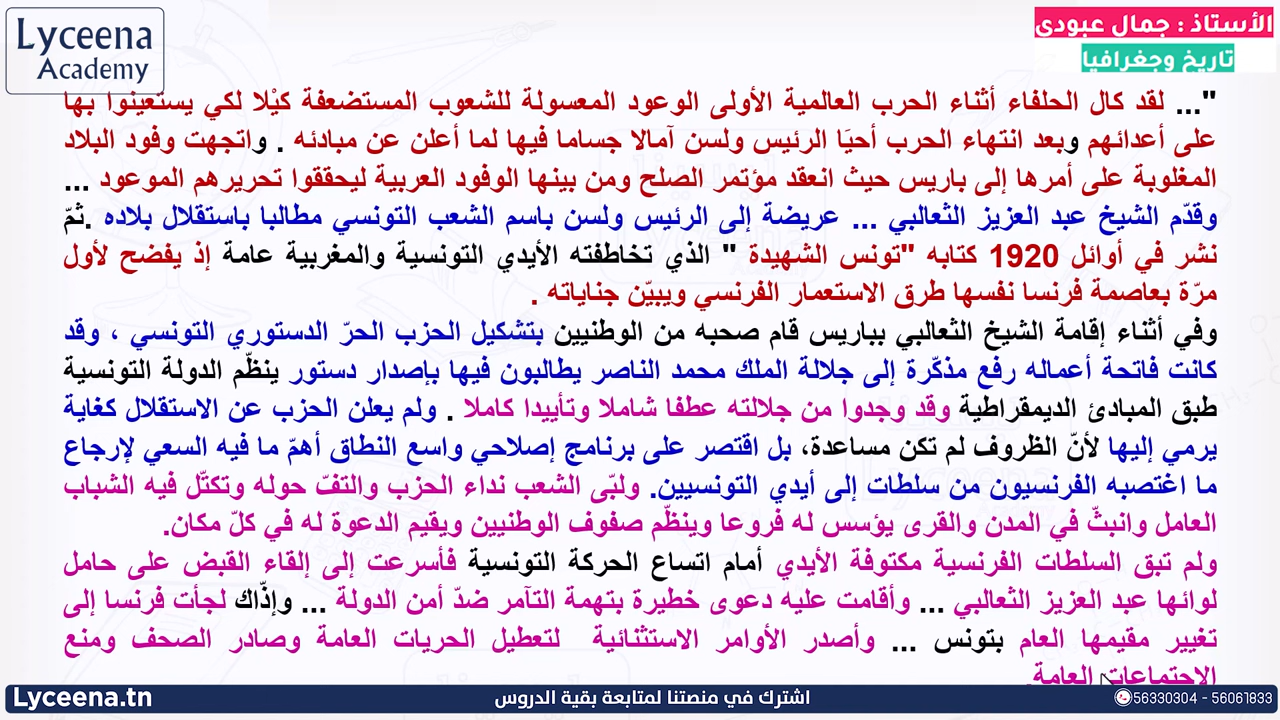 Lyceena
Academy
الأستاذ : جمال عبودي
تاريخ وجغرافيا
"... لقد كال الحلفاء أثناء الحرب العالمية الأولى الوعود المعسولة للشعوب المستضعفة كيْلا لكي يستعينوا بها
على أعدائهم وبعد انتهاء الحرب أحيَا الرئيس ولسن آمالا جساما فيها لما أعلن عن مبادئه . واتجهت وفود البلاد
المغلوبة على أمرها إلى باريس حيث انعقد مؤتمر الصلح ومن بينها الوفود العربية ليحققوا تحريرهم الموعود ...
وقدّم الشيخ عبد العزيز الثعالبي ... عريضة إلى الرئيس ولسن باسم الشعب التونسي مطالبا باستقلال بلاده .ثمّ
نشر في أوائل 1920 كتابه "تونس الشهيدة " الذي تخاطفته الأيدي التونسية والمغربية عامة إذ يفضح لأول
مرّة بعاصمة فرنسا نفسها طرق الاستعمار الفرنسي ويبيّن جناياته .
وفي أثناء إقامة الشيخ الثعالبي بباريس قام صحبه من الوطنيين بتشكيل الحزب الحرّ الدستوري التونسي ، وقد
كانت فاتحة أعماله رفع مذكّرة إلى جلالة الملك محمد الناصر يطالبون فيها بإصدار دستور ينظّم الدولة التونسية
طبق المبادئ الديمقراطية وقد وجدوا من جلالته عطفا شاملا وتأييدا كاملا . ولم يعلن الحزب عن الاستقلال كغاية
يرمي إليها لأنّ الظروف لم تكن مساعدة، بل اقتصر على برنامج إصلاحي واسع النطاق أهمّ ما فيه السعي لإرجاع
ما اغتصبه الفرنسيون من سلطات إلى أيدي التونسيين. ولبّى الشعب نداء الحزب والتفّ حوله وتكتّل فيه الشباب
العامل وانبثّ في المدن والقرى يؤسس له فروعا وينظّم صفوف الوطنيين ويقيم الدعوة له في كلّ مكان.
ولم تبق السلطات الفرنسية مكتوفة الأيدي أمام اتساع الحركة التونسية فأسرعت إلى إلقاء القبض على حامل
لوائها عبد العزيز الثعالبي ... وأقامت عليه دعوى خطيرة بتهمة التآمر ضدّ أمن الدولة ... وإذّاك لجأت فرنسا إلى
تغيير مقيمها العام بتونس ... وأصدر الأوامر الاستثنائية لتعطيل الحريات العامة وصادر الصحف ومنع
الاجتماعات العامة.
Lyceena.tn
اشترك في منصتنا لمتابعة بقية الدروس
56330304 - 56061833